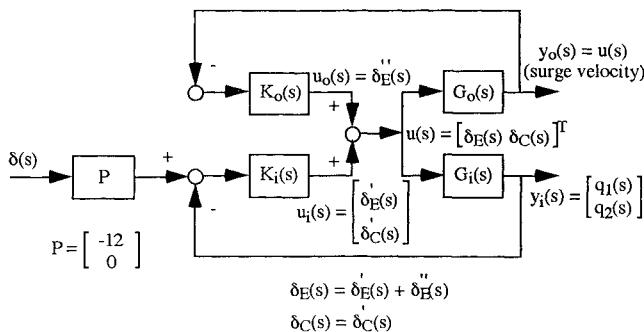 -
K₀(s)
u₀(s) = δ''E(s)
G₀(s)
y₀(s) = u(s)
(surge velocity)
+
u(s) = [δE(s) δC(s)]ᵀ
δ(s)
P
+
-
Kᵢ(s)
+
Gᵢ(s)
uᵢ(s) = [δ'E(s) δ'C(s)]
yᵢ(s) = [q₁(s) q₂(s)]
P = [-12 0]
δE(s) = δ'E(s) + δ''E(s)
δC(s) = δ'C(s)